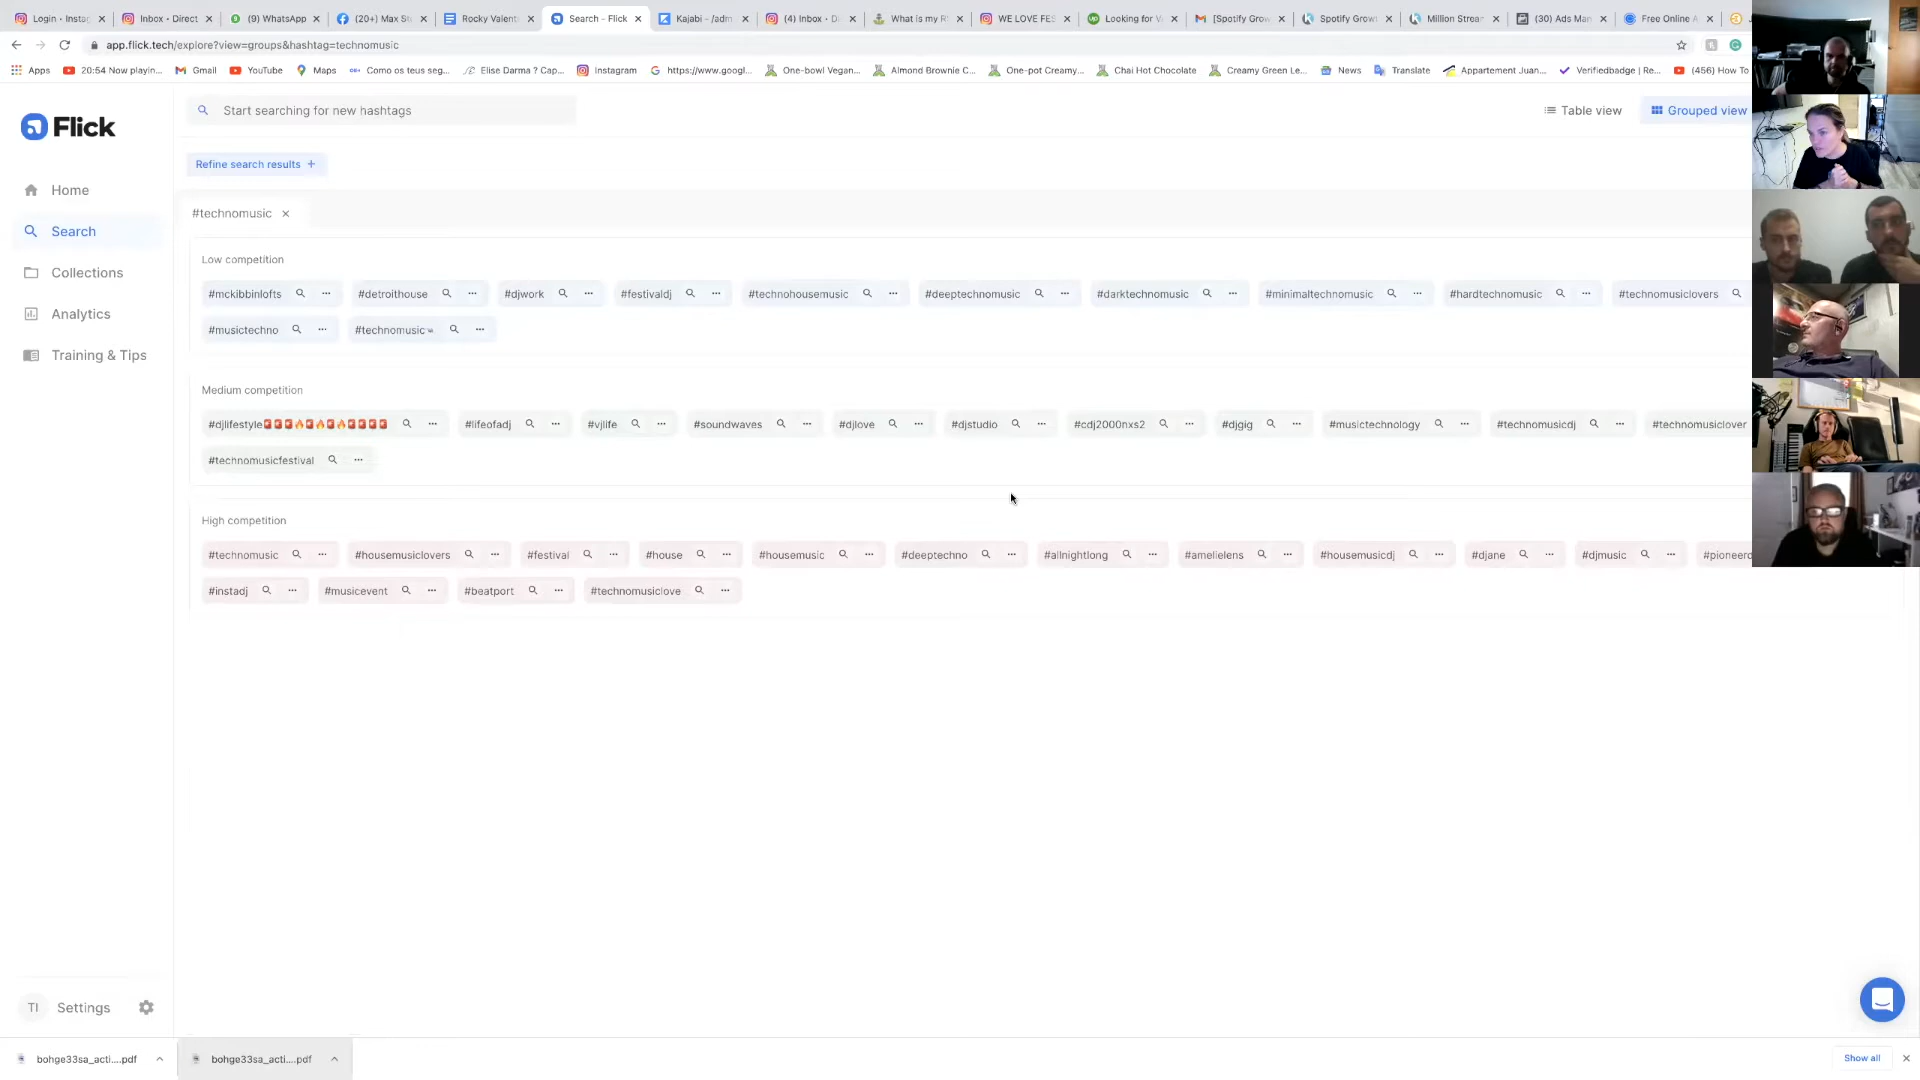 Login - Instag
Inbox • Direct
(9) WhatsApp
(20+) Max St
Rocky Valent
Search – Flick
Kajabi – /adm
(4) Inbox • D
What is my R
WE LOVE FES
Looking for V
[Spotify Grow
Spotify Grow
Million Strea
(30) Ads Man
Free Online A
app.flick.tech/explore?view=groups&hashtag=technomusic
Apps
20:54 Now playin...
Gmail
YouTube
Maps
Como os teus seg...
Elise Darma ? Cap...
Instagram
https://www.googl...
One-bowl Vegan...
Almond Brownie C...
One-pot Creamy...
Chai Hot Chocolate
Creamy Green Le...
News
Translate
Appartement Juan...
Verifiedbadge | Re...
(456) How To
Flick
Start searching for new hashtags
Table view
Grouped view
Refine search results +
Home
Search
Collections
Analytics
Training & Tips
#technomusic
Low competition
#mckibbinlofts #detroithouse #djwork #festivaldj #technohousemusic #deeptechnomusic #darktechnomusic #minimaltechnomusic #hardtechnomusic #technomusiclovers
#musictechno #technomusic
Medium competition
#djlifestyle🚨🚨🚨🔥🚨🔥🚨🔥🚨🚨🚨🚨 #lifeofadj #vjlife #soundwaves #djlove #djstudio #cdj2000nxs2 #djgig #musictechnology #technomusicdj #technomusiclover
#technomusicfestival
High competition
#technomusic #housemusiclovers #festival #house #housemusic #deeptechno #allnightlong #amelielens #housemusicdj #djane #djmusic #pioneerd
#instadj #musicevent #beatport #technomusiclove
TI Settings
bohge33sa_acti....pdf
bohge33sa_acti....pdf
Show all